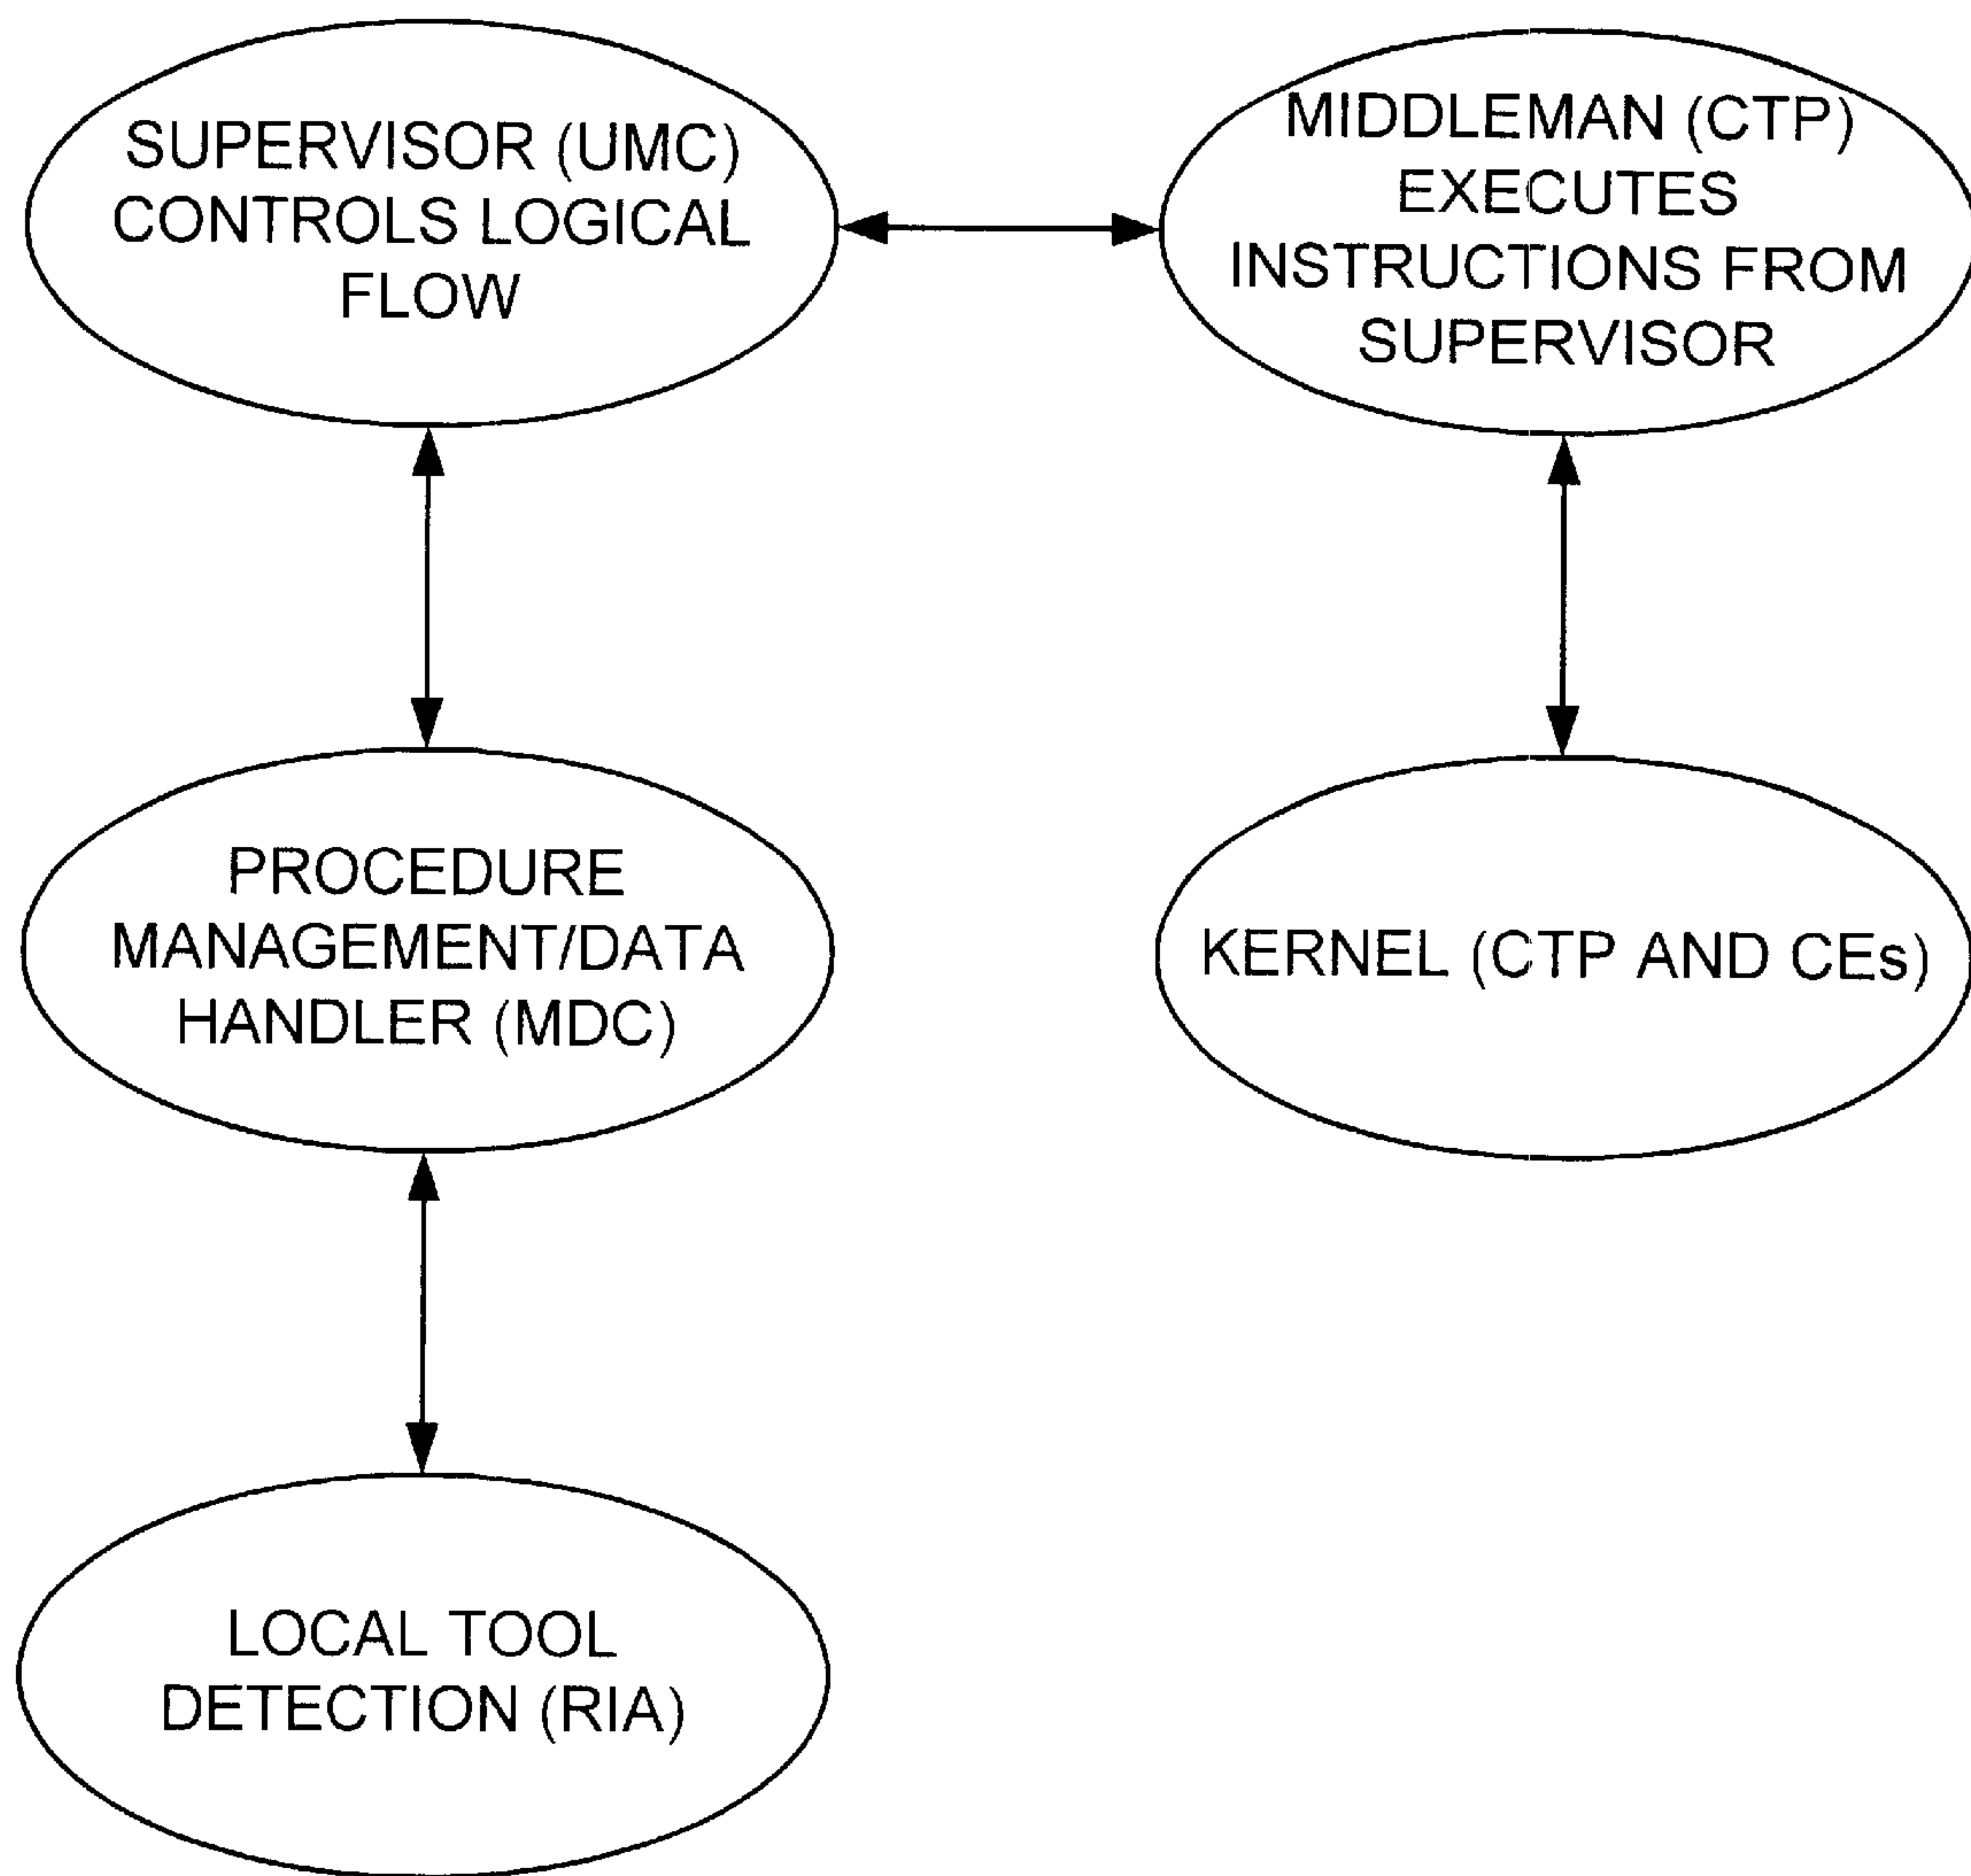 SUPERVISOR (UMC)
CONTROLS LOGICAL
FLOW
MIDDLEMAN (CTP)
EXECUTES
INSTRUCTIONS FROM
SUPERVISOR
PROCEDURE
MANAGEMENT/DATA
HANDLER (MDC)
KERNEL (CTP AND CEs)
LOCAL TOOL
DETECTION (RIA)